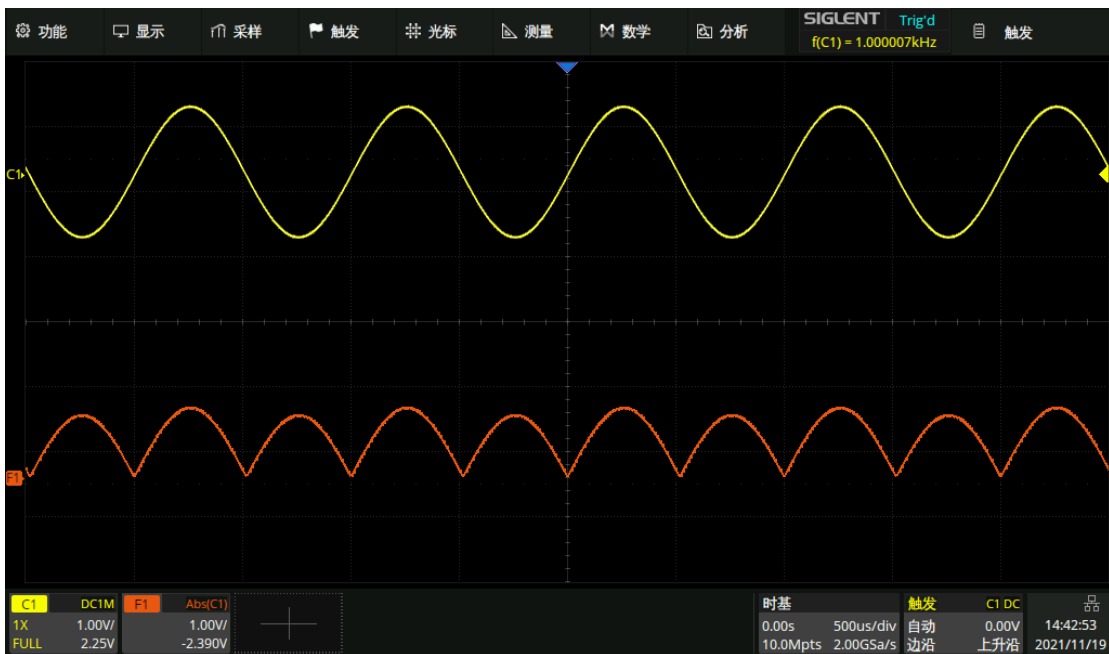 功能 显示 采样 触发 光标 测量 数学 分析 SIGLENT Trig'd 触发
f(C1) = 1.000007kHz
C1
F1
C1 DC1M F1 Abs(C1) 时基 触发 C1 DC
1X 1.00V/ 1.00V/ 0.00s 500us/div 自动 0.00V 14:42:53
FULL 2.25V -2.390V 10.0Mpts 2.00GSa/s 边沿 上升沿 2021/11/19